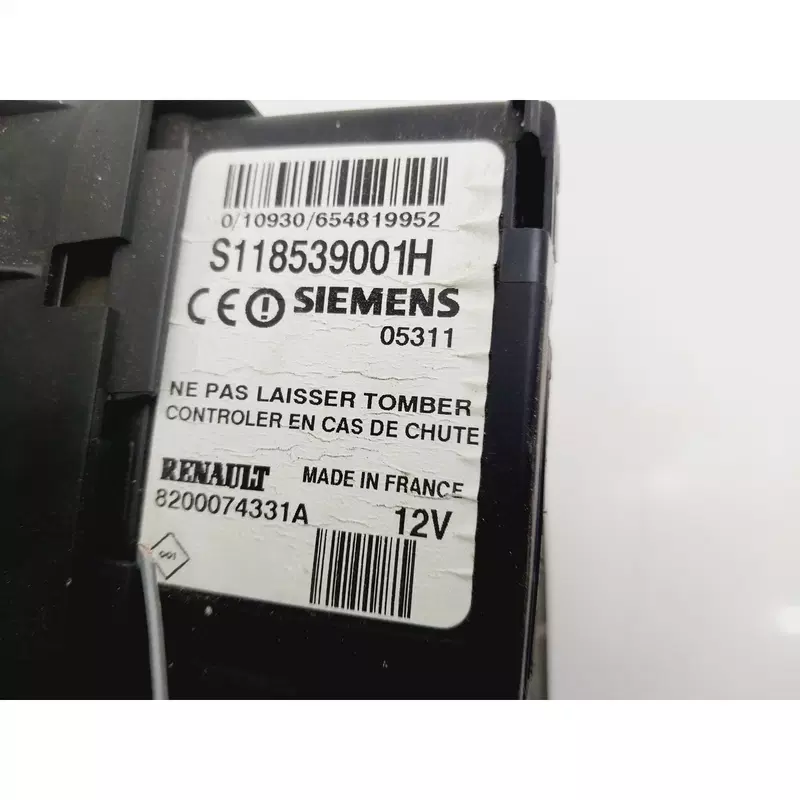 0/10930/654819952
S118539001H
CE SIEMENS
05311
NE PAS LAISSER TOMBER
CONTROLER EN CAS DE CHUTE
RENAULT MADE IN FRANCE
8200074331A 12V
001